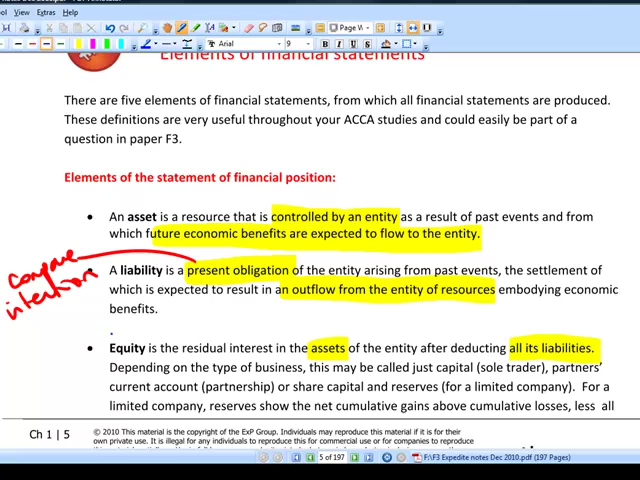 View Extras Help
Page W
Arial 9
B I U S
Elements of financial statements
There are five elements of financial statements, from which all financial statements are produced.
These definitions are very useful throughout your ACCA studies and could easily be part of a
question in paper F3.
Elements of the statement of financial position:
• An asset is a resource that is controlled by an entity as a result of past events and from
which future economic benefits are expected to flow to the entity.
compare
intention
• A liability is a present obligation of the entity arising from past events, the settlement of
which is expected to result in an outflow from the entity of resources embodying economic
benefits.
• Equity is the residual interest in the assets of the entity after deducting all its liabilities.
Depending on the type of business, this may be called just capital (sole trader), partners’
current account (partnership) or share capital and reserves (for a limited company). For a
limited company, reserves show the net cumulative gains above cumulative losses, less all
Ch 1 | 5
© 2010 This material is the copyright of the ExP Group. Individuals may reproduce this material if it is for their
own private use. It is illegal for any individuals to reproduce this for commercial use or for companies to reproduce
5 of 197
F:\F3 Expedite notes Dec 2010.pdf (197 Pages)